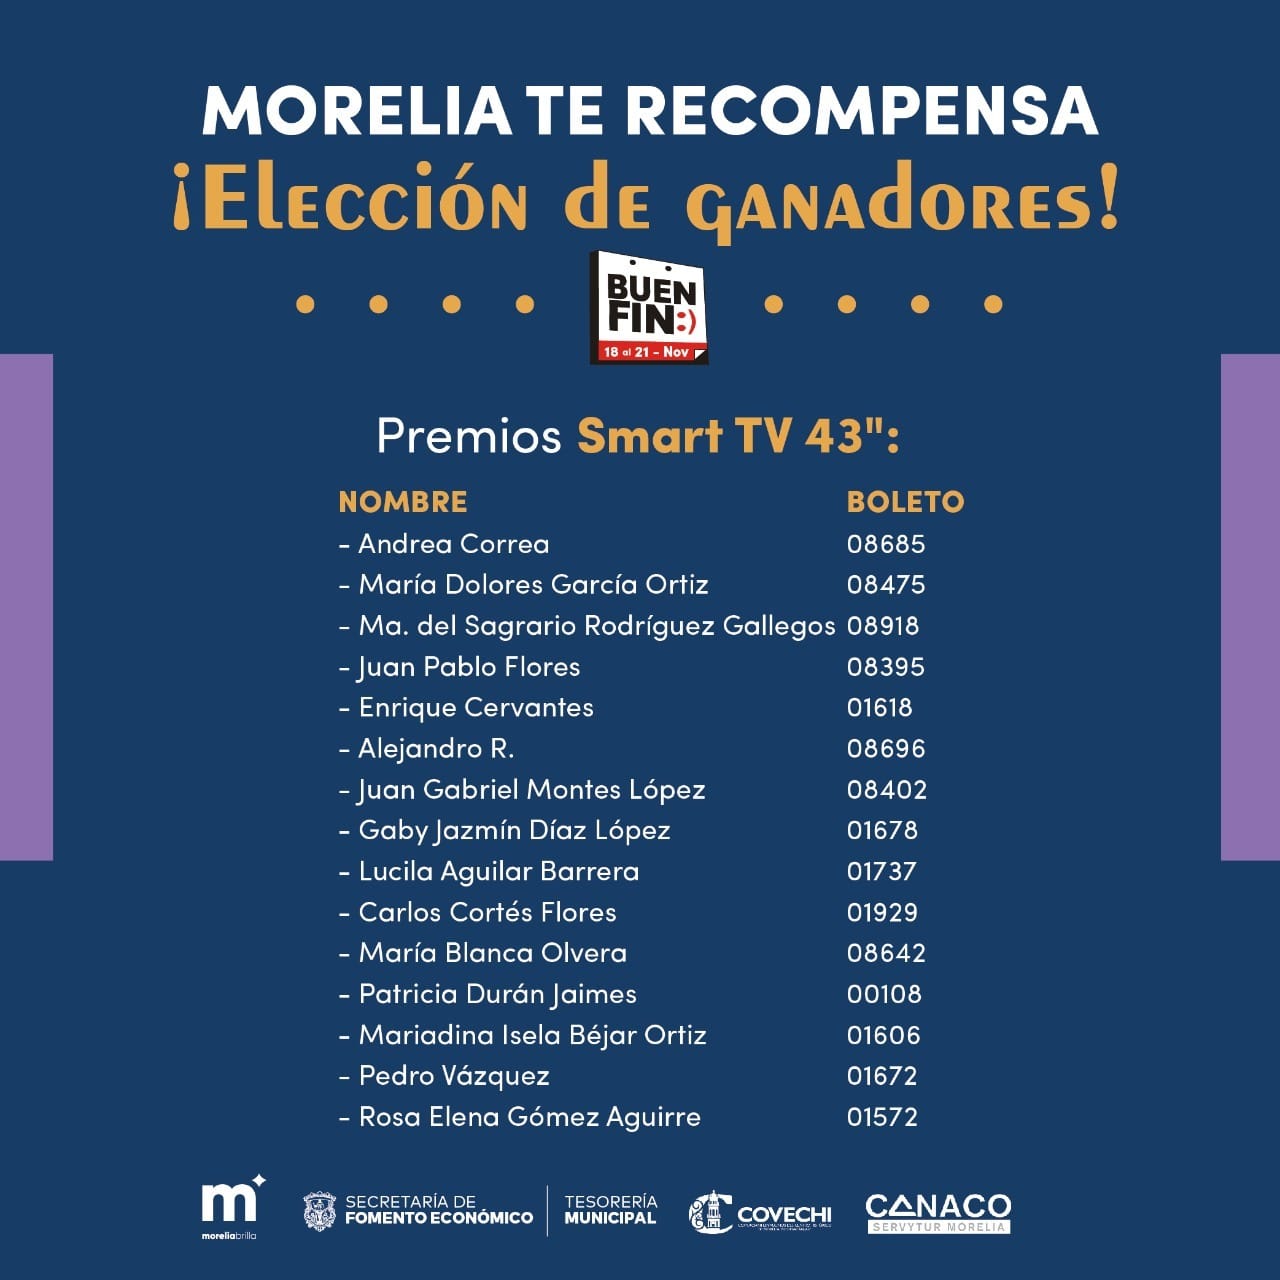 MORELIA TE RECOMPENSA
¡Elección de ganadores!
BUEN
FIN:)
18 al 21 - Nov
Premios Smart TV 43":
NOMBRE BOLETO
- Andrea Correa 08685
- María Dolores García Ortiz 08475
- Ma. del Sagrario Rodríguez Gallegos 08918
- Juan Pablo Flores 08395
- Enrique Cervantes 01618
- Alejandro R. 08696
- Juan Gabriel Montes López 08402
- Gaby Jazmín Díaz López 01678
- Lucila Aguilar Barrera 01737
- Carlos Cortés Flores 01929
- María Blanca Olvera 08642
- Patricia Durán Jaimes 00108
- Mariadina Isela Béjar Ortiz 01606
- Pedro Vázquez 01672
- Rosa Elena Gómez Aguirre 01572
m
moreliabrilla
SECRETARÍA DE
FOMENTO ECONÓMICO
TESORERÍA
MUNICIPAL
COVECHI
CANACO
SERVYTUR MORELIA